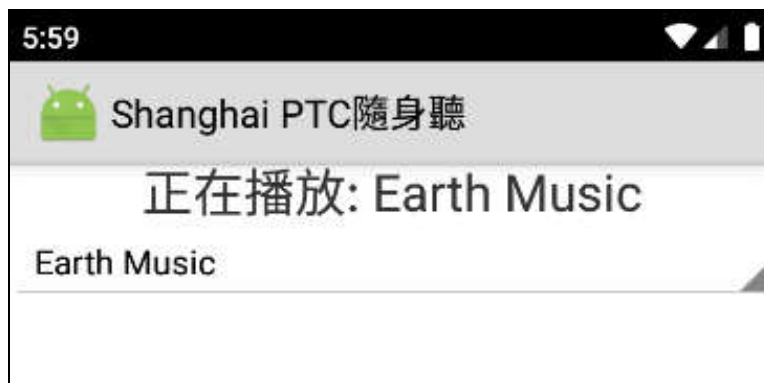 5:59
Shanghai PTC隨身聽
正在播放: Earth Music
Earth Music